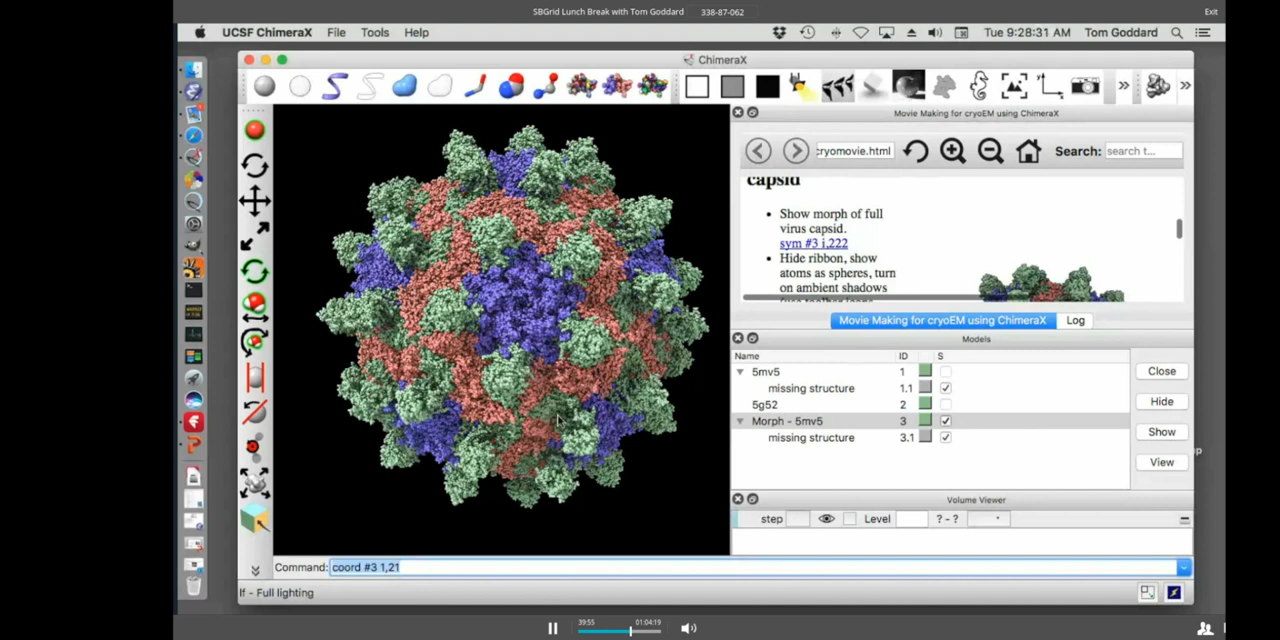 SBGrid Lunch Break with Tom Goddard 338-87-062 Exit
UCSF ChimeraX File Tools Help Tue 9:28:31 AM Tom Goddard
ChimeraX
Movie Making for cryoEM using ChimeraX
cryomovie.html Search: search t...
capsid
• Show morph of full
virus capsid.
sym #3 i,222
• Hide ribbon, show
atoms as spheres, turn
on ambient shadows
Movie Making for cryoEM using ChimeraX Log
Models
Name ID S
5mv5 1 Close
missing structure 1.1
5g52 2 Hide
Morph - 5mv5 3
missing structure 3.1 Show
View
Volume Viewer
step Level ? - ?
Command: coord #3 1,21
lf - Full lighting
39:55 01:04:19